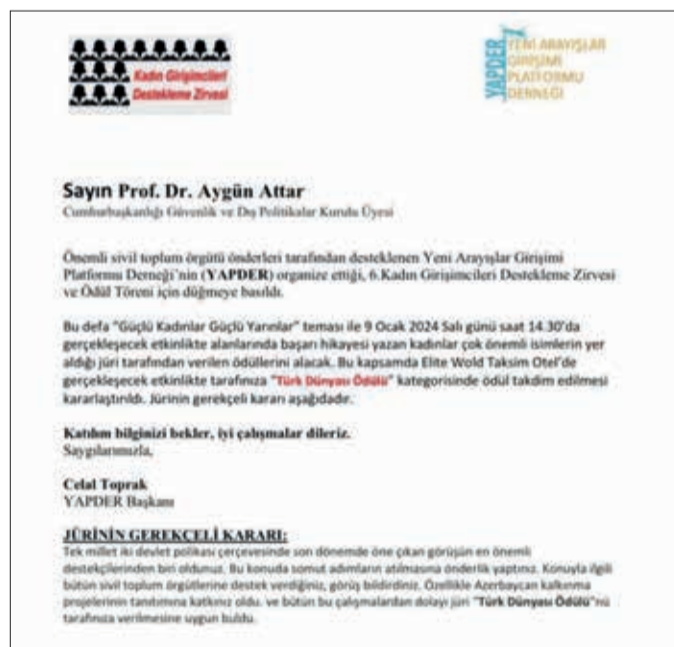 Kadın Girişimcileri
Destekleme Zirvesi
YAPDER
YENİ ARAYIŞLAR
GİRİŞİMİ
PLATFORMU
DERNEĞİ
Sayın Prof. Dr. Aygün Attar
Cumhurbaşkanlığı Güvenlik ve Dış Politikalar Kurulu Üyesi
Önemli sivil toplum örgütü önderleri tarafından desteklenen Yeni Arayışlar Girişimi
Platformu Derneği'nin (YAPDER) organize ettiği, 6.Kadın Girişimcileri Destekleme Zirvesi
ve Ödül Töreni için düğmeye basıldı.
Bu defa "Güçlü Kadınlar Güçlü Yarınlar" teması ile 9 Ocak 2024 Salı günü saat 14.30'da
gerçekleşecek etkinlikte alanlarında başarı hikayesi yazan kadınlar çok önemli isimlerin yer
aldığı jüri tarafından verilen ödüllerini alacak. Bu kapsamda Elite Wold Taksim Otel'de
gerçekleşecek etkinlikte tarafınıza "Türk Dünyası Ödülü" kategorisinde ödül takdim edilmesi
kararlaştırıldı. Jürinin gerekçeli kararı aşağıdadır.
Katılım bilginizi bekler, iyi çalışmalar dileriz.
Saygılarımızla,
Celal Toprak
YAPDER Başkanı
JÜRİNİN GEREKÇELİ KARARI:
Tek millet iki devlet polikası çerçevesinde son dönemde öne çıkan görüşün en önemli
destekçilerinden biri oldunuz. Bu konuda somut adımların atılmasına önderlik yaptınız. Konuyla ilgili
bütün sivil toplum örgütlerine destek verdiğiniz, görüş bildirdiniz. Özellikle Azerbaycan kalkınma
projelerinin tanıtımına katkınız oldu. ve bütün bu çalışmalardan dolayı jüri "Türk Dünyası Ödülü"nü
tarafınıza verilmesine uygun buldu.